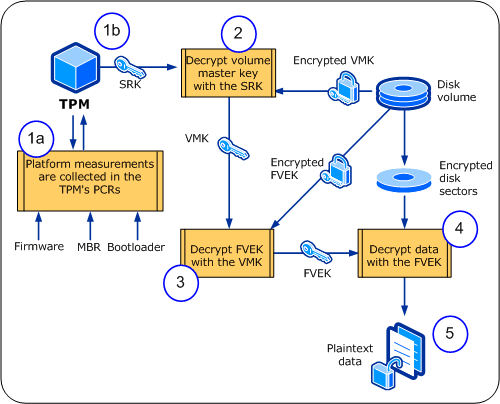 1b
TPM
SRK
2
Decrypt volume
master key
with the SRK
Encrypted VMK
Disk
volume
1a
Platform measurements
are collected in the
TPM's PCRs
Firmware
MBR
Bootloader
VMK
Encrypted
FVEK
Encrypted
disk
sectors
3
Decrypt FVEK
with the VMK
FVEK
4
Decrypt data
with the FVEK
5
Plaintext
data